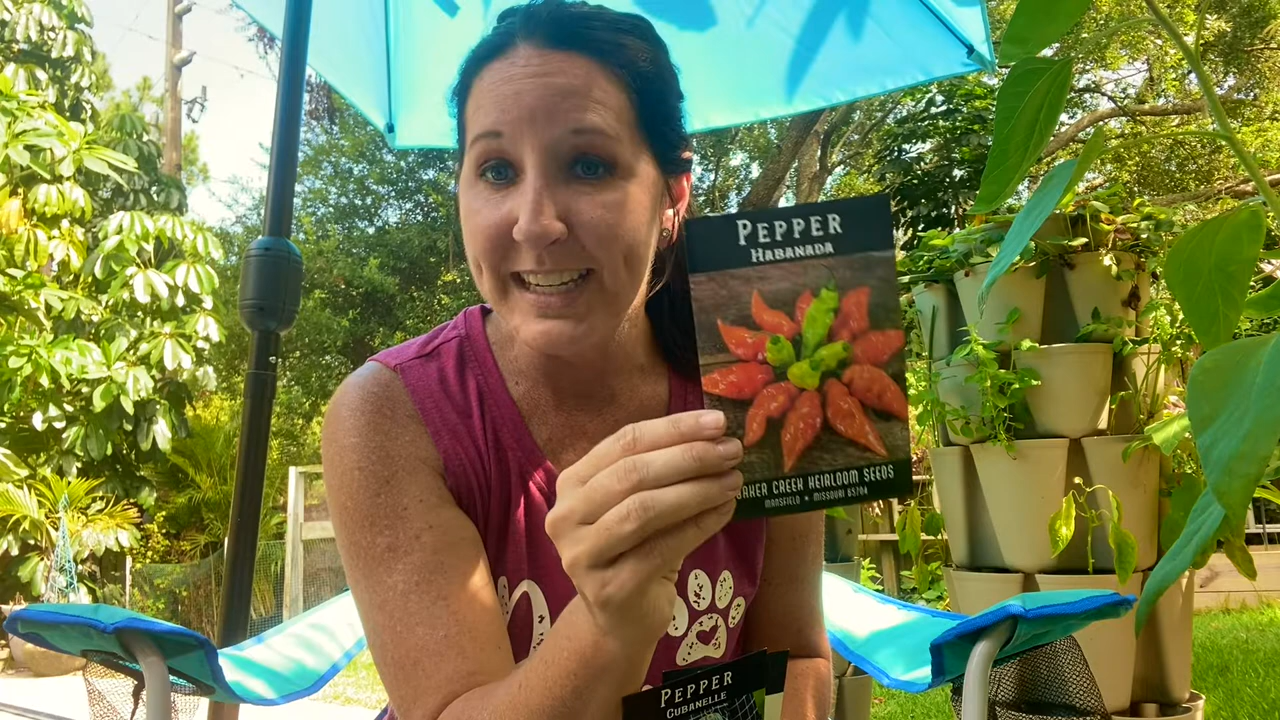 PEPPER
HABANADA
BAKER CREEK HEIRLOOM SEEDS
MANSFIELD ★ MISSOURI 65704
PEPPER
CUBANELLE